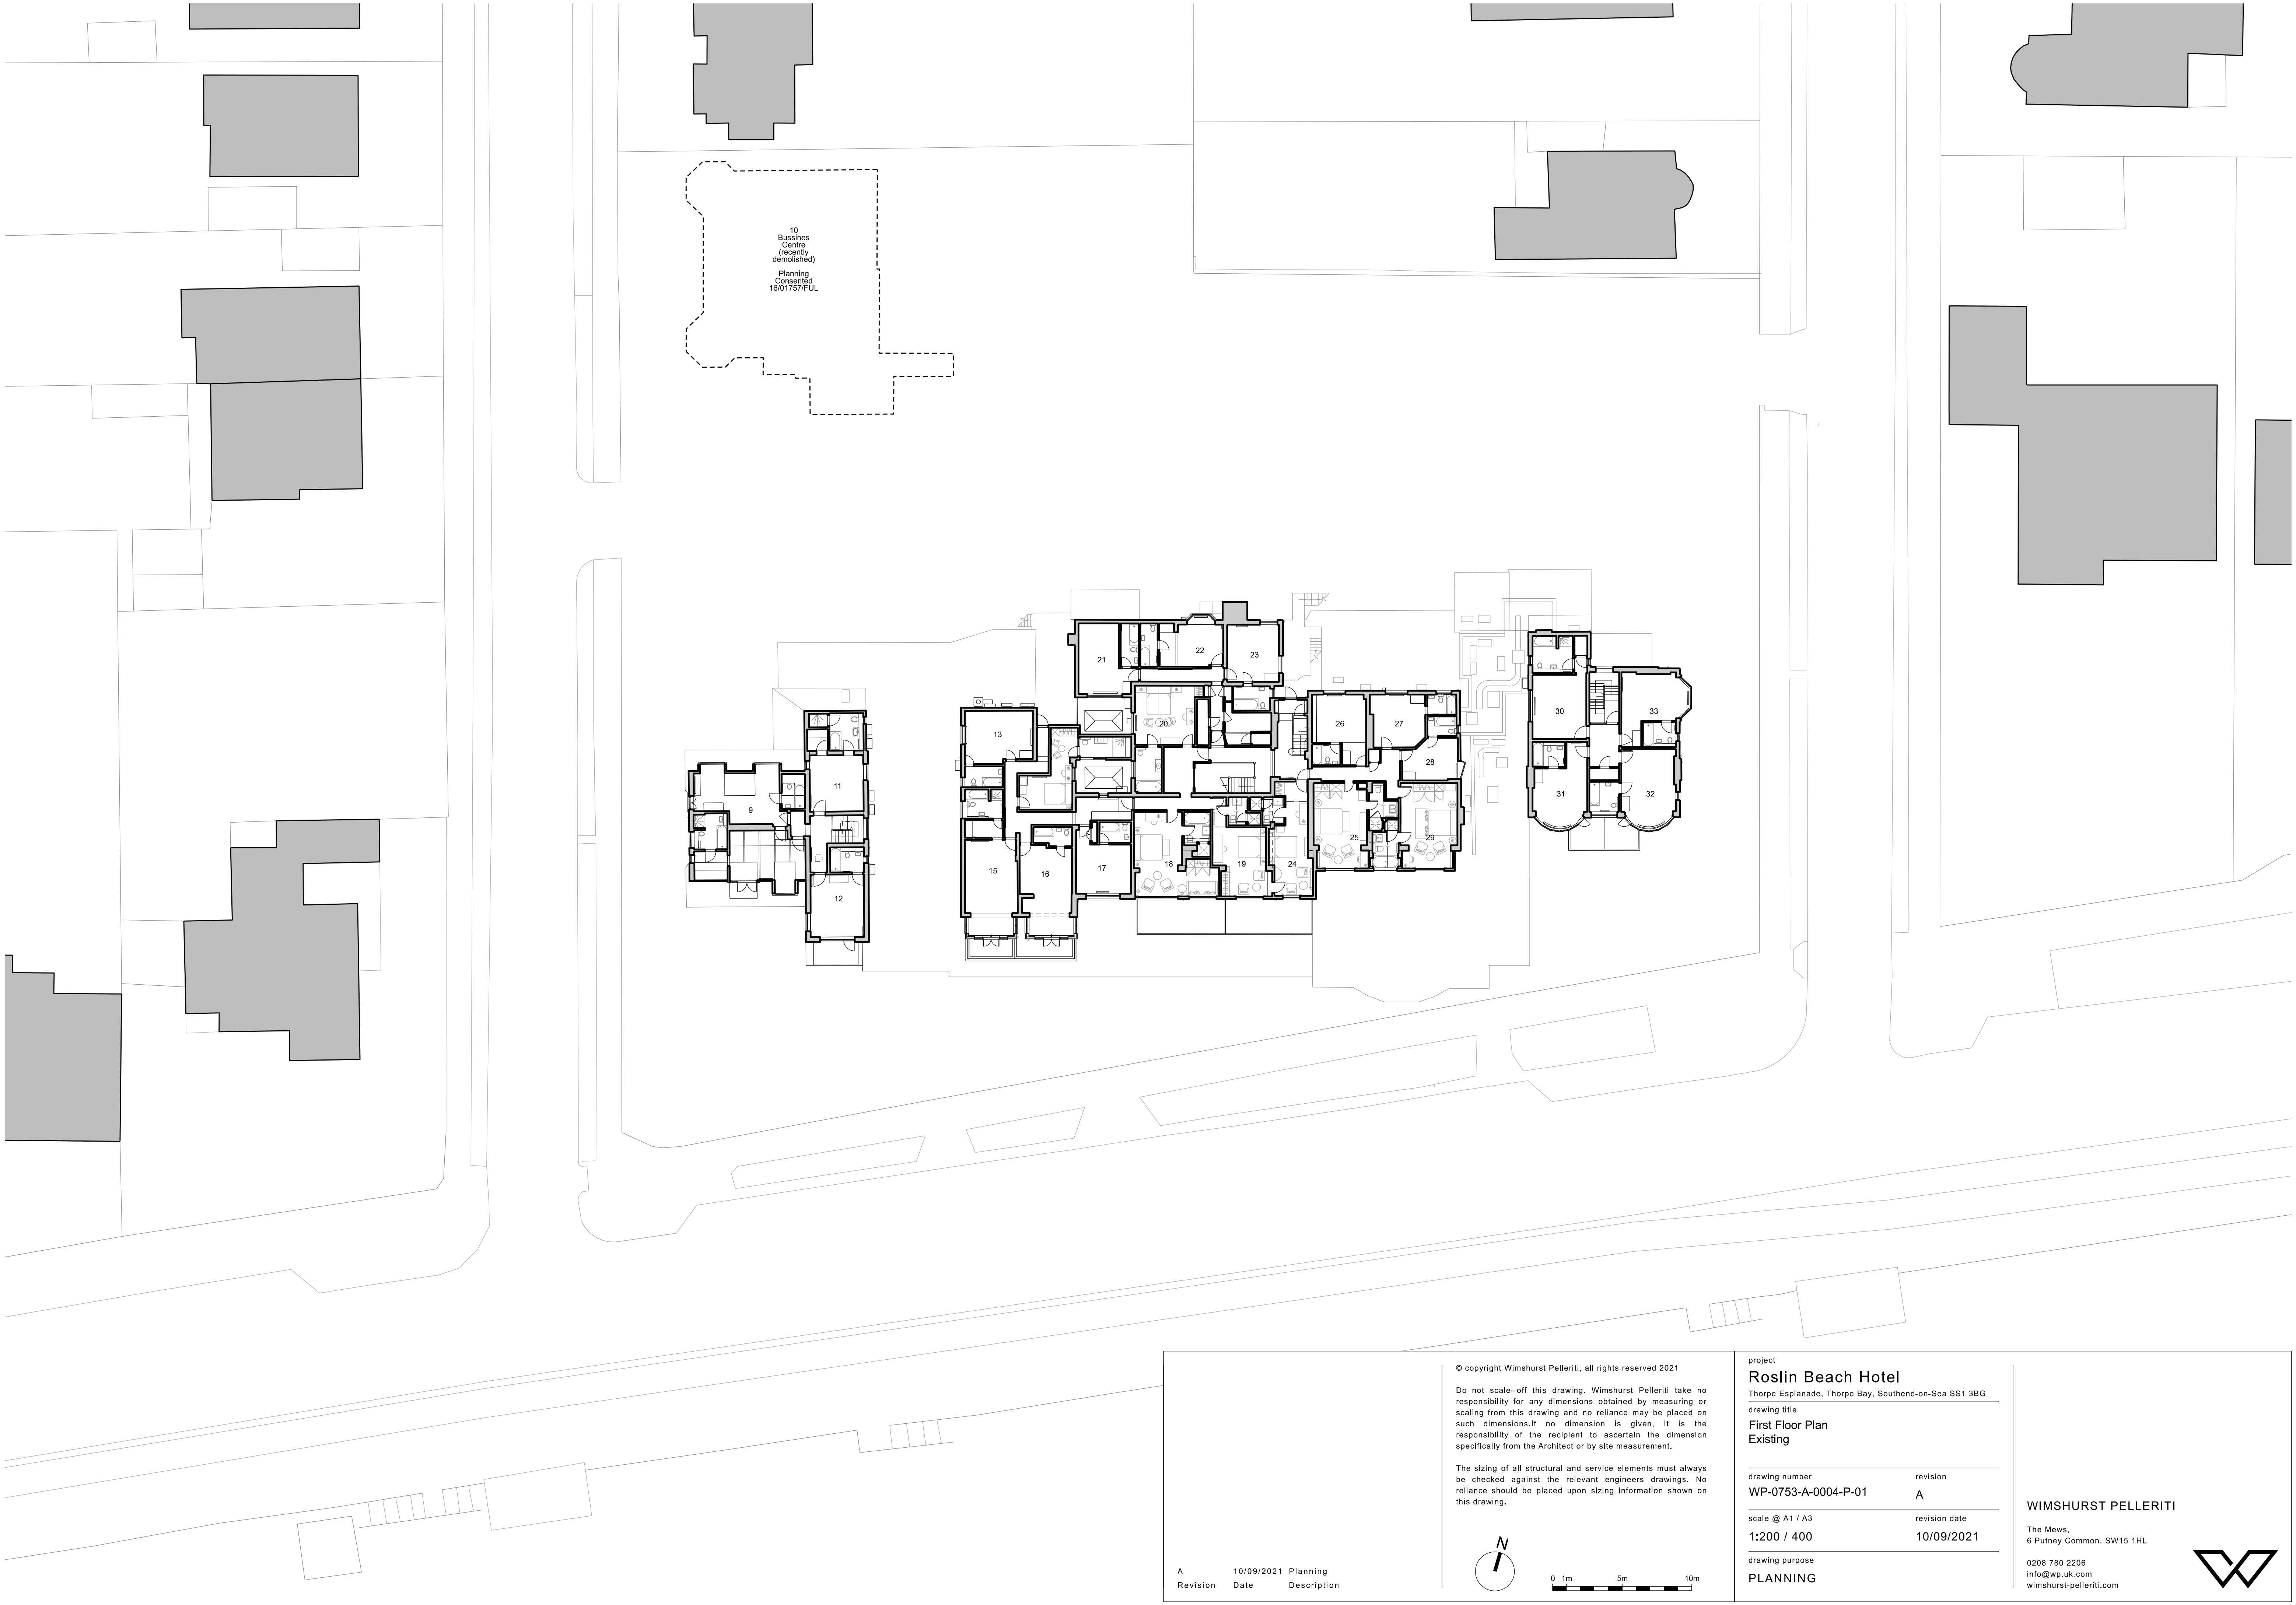 10
Bussines
Centre
(recently
demolished)
Planning
Consented
16/01757/FUL
21
22
23
20
13
26
27
28
30
33
31
32
11
9
12
15
16
17
18
19
24
25
29
© copyright Wimshurst Pelleriti, all rights reserved 2021
Do not scale- off this drawing. Wimshurst Pelleriti take no
responsibility for any dimensions obtained by measuring or
scaling from this drawing and no reliance may be placed on
such dimensions.If no dimension is given, it is the
responsibility of the recipient to ascertain the dimension
specifically from the Architect or by site measurement.
The sizing of all structural and service elements must always
be checked against the relevant engineers drawings. No
reliance should be placed upon sizing information shown on
this drawing.
N
0 1m 5m 10m
A 10/09/2021 Planning
Revision Date Description
project
Roslin Beach Hotel
Thorpe Esplanade, Thorpe Bay, Southend-on-Sea SS1 3BG
drawing title
First Floor Plan
Existing
drawing number revision
WP-0753-A-0004-P-01 A
scale @ A1 / A3 revision date
1:200 / 400 10/09/2021
drawing purpose
PLANNING
WIMSHURST PELLERITI
The Mews,
6 Putney Common, SW15 1HL
0208 780 2206
info@wp.uk.com
wimshurst-pelleriti.com